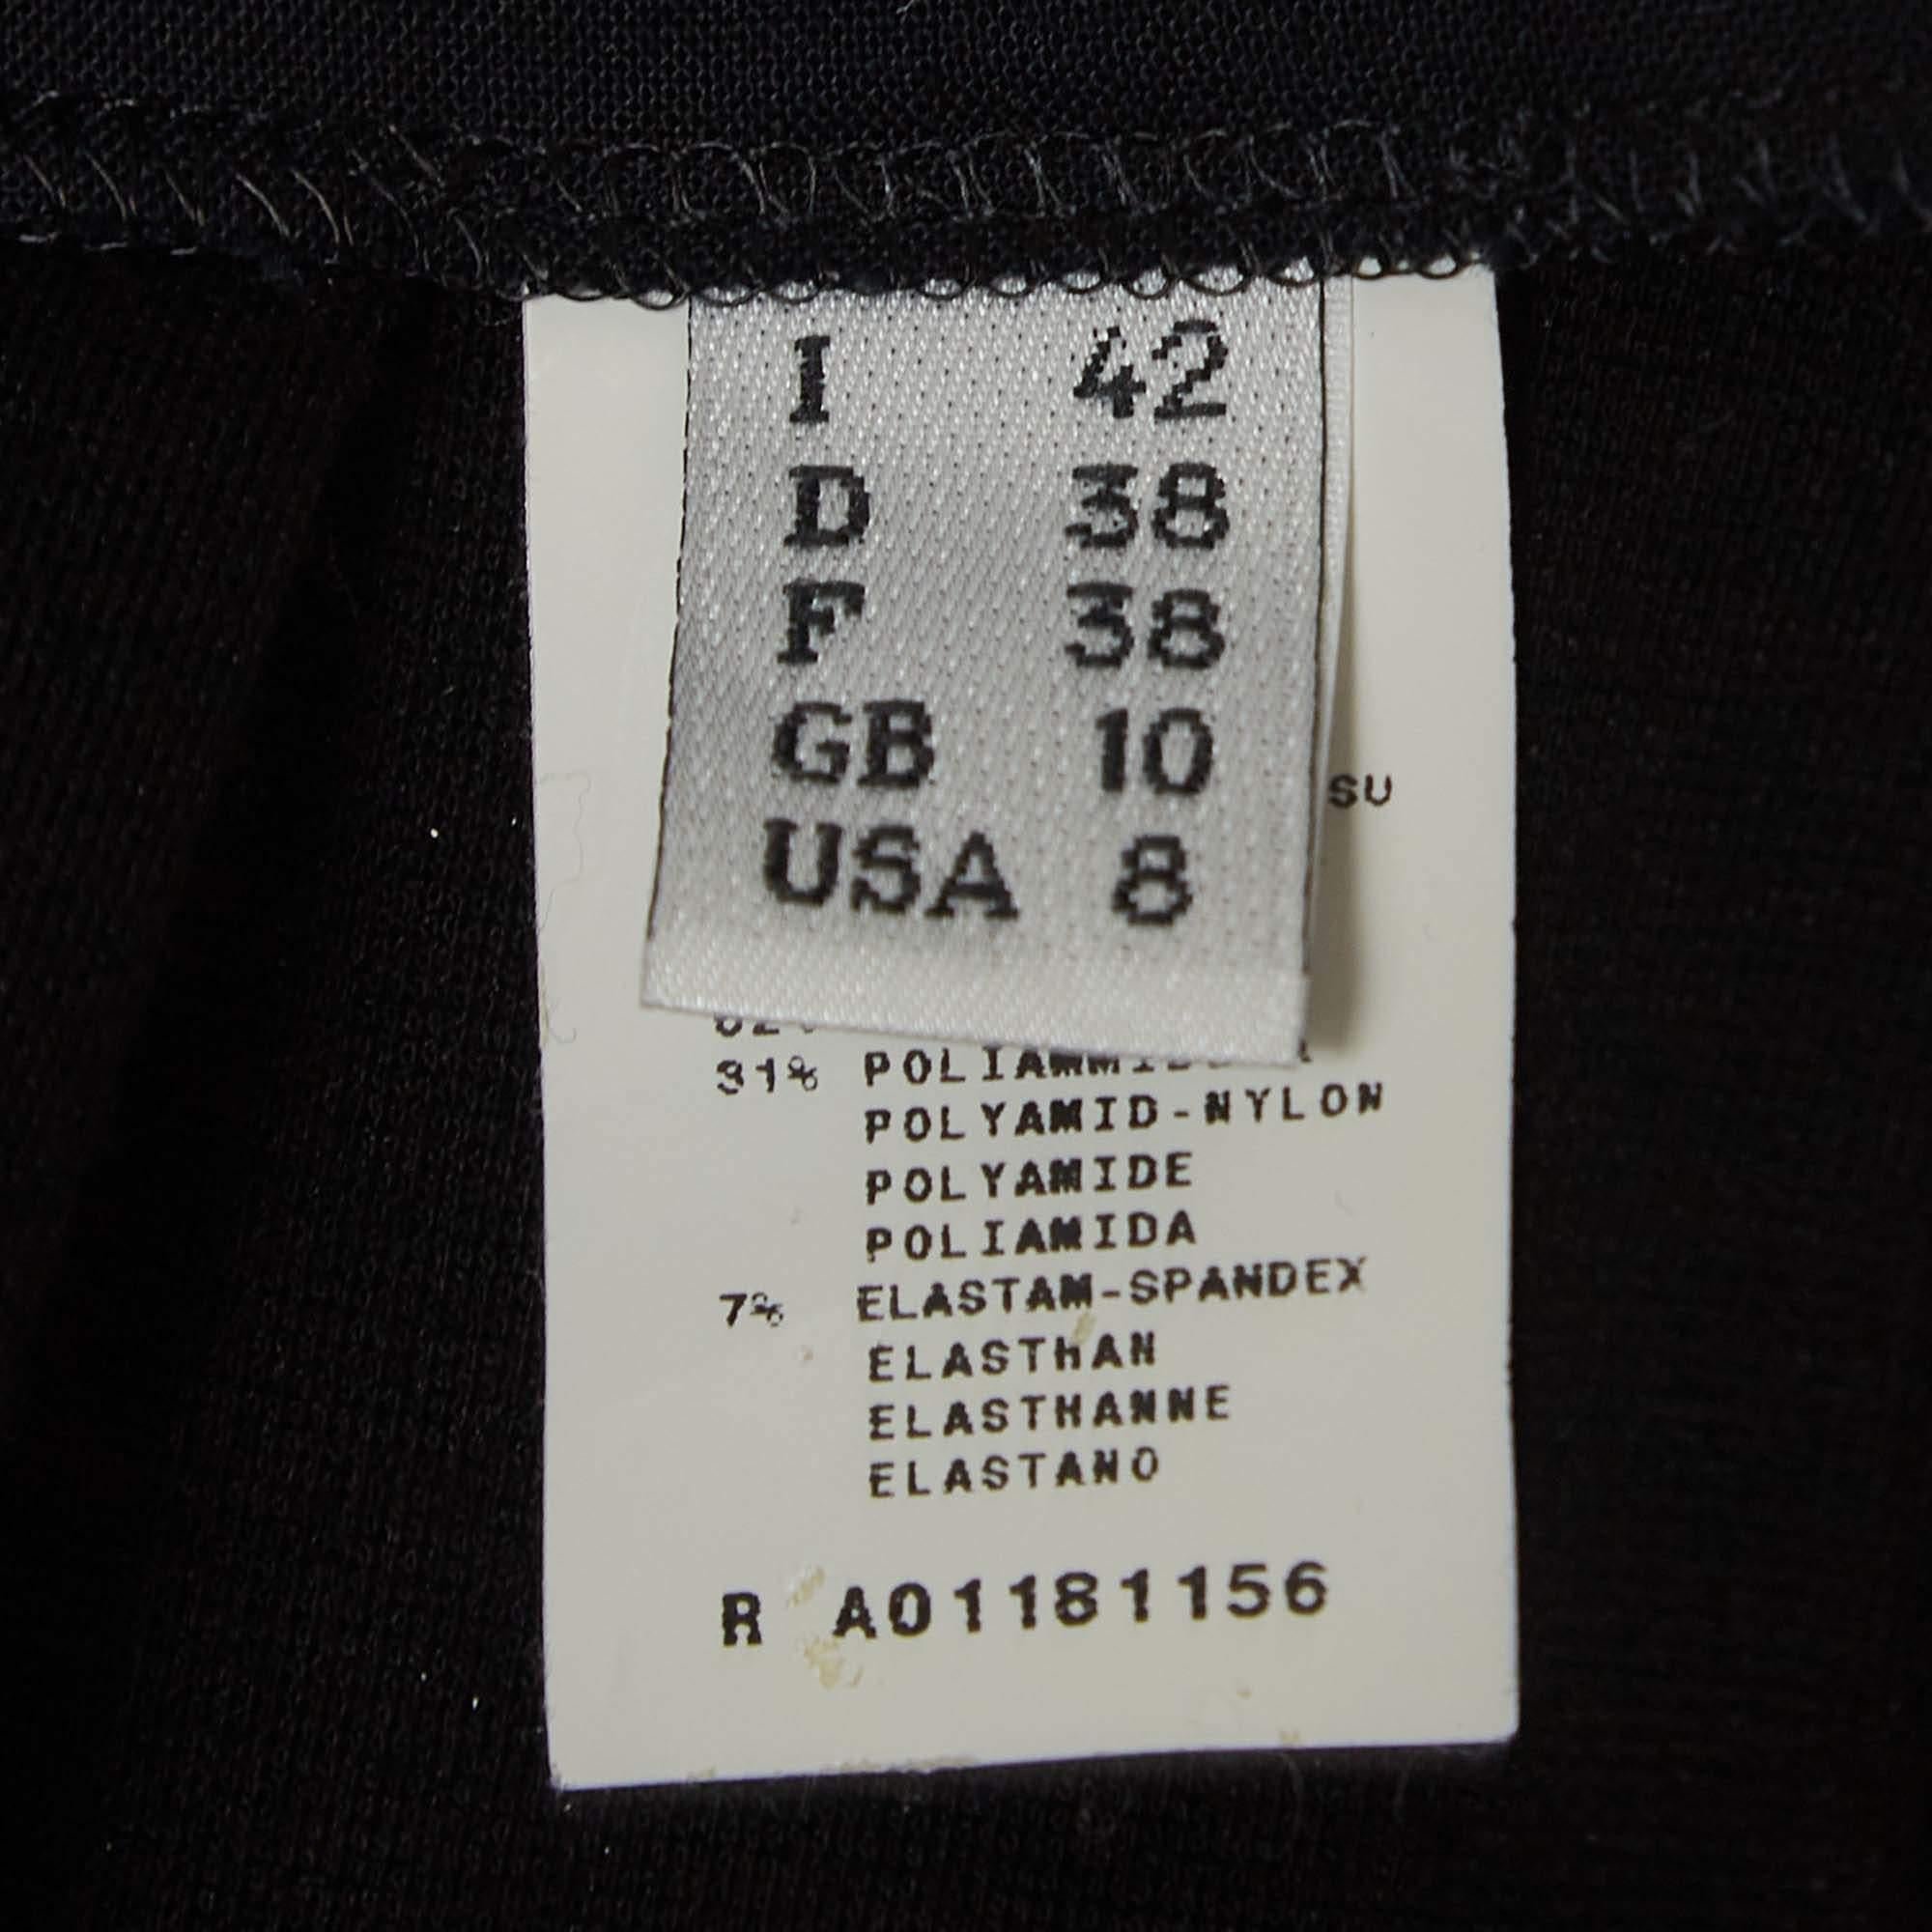 I 42
D 38
F 38
GB 10
USA 8
SU
31%
POLYAMID-NYLON
POLYAMIDE
POLIAMIDA
7% ELASTAM-SPANDEX
ELASTHAN
ELASTHANNE
ELASTANO
R A01181156